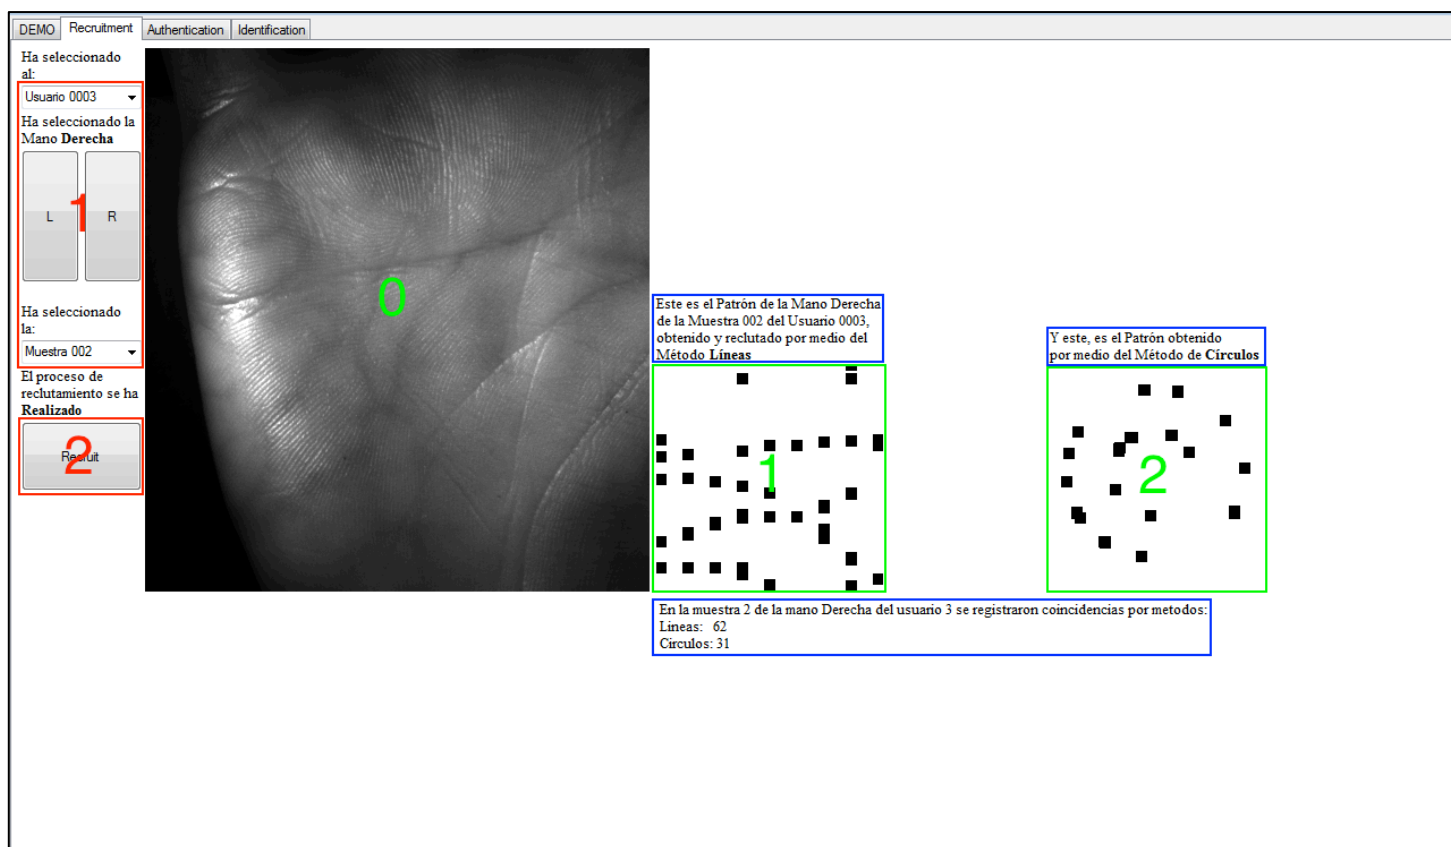 DEMO Recruitment Authentication Identification
Ha seleccionado
al:
Usuario 0003
Ha seleccionado la
Mano Derecha
L 1 R
Ha seleccionado
la:
Muestra 002
El proceso de
reclutamiento se ha
Realizado
Recruit
2
0
Este es el Patrón de la Mano Derecha
de la Muestra 002 del Usuario 0003,
obtenido y reclutado por medio del
Método Líneas
1
Y este, es el Patrón obtenido
por medio del Método de Círculos
2
En la muestra 2 de la mano Derecha del usuario 3 se registraron coincidencias por metodos:
Lineas: 62
Circulos: 31